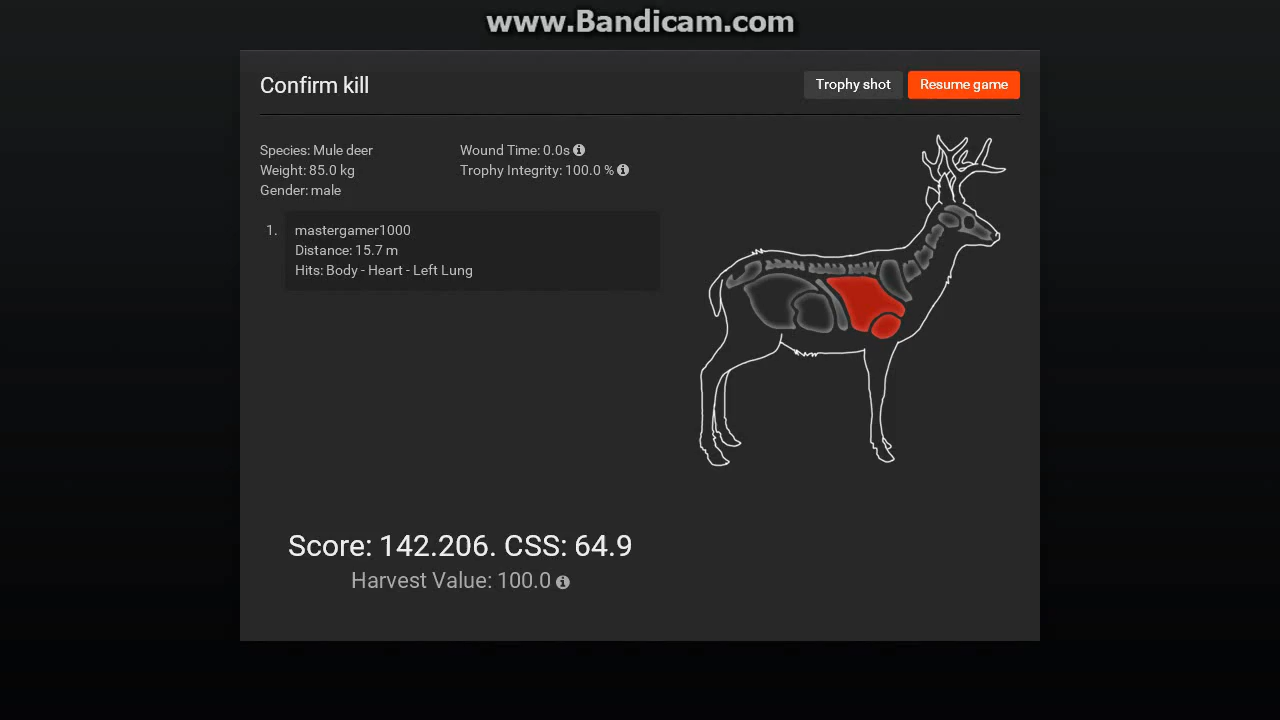 www.Bandicam.com
Confirm kill
Trophy shot
Resume game
Species: Mule deer
Weight: 85.0 kg
Gender: male
Wound Time: 0.0s
Trophy Integrity: 100.0 %
1. mastergamer1000
Distance: 15.7 m
Hits: Body - Heart - Left Lung
Score: 142.206. CSS: 64.9
Harvest Value: 100.0